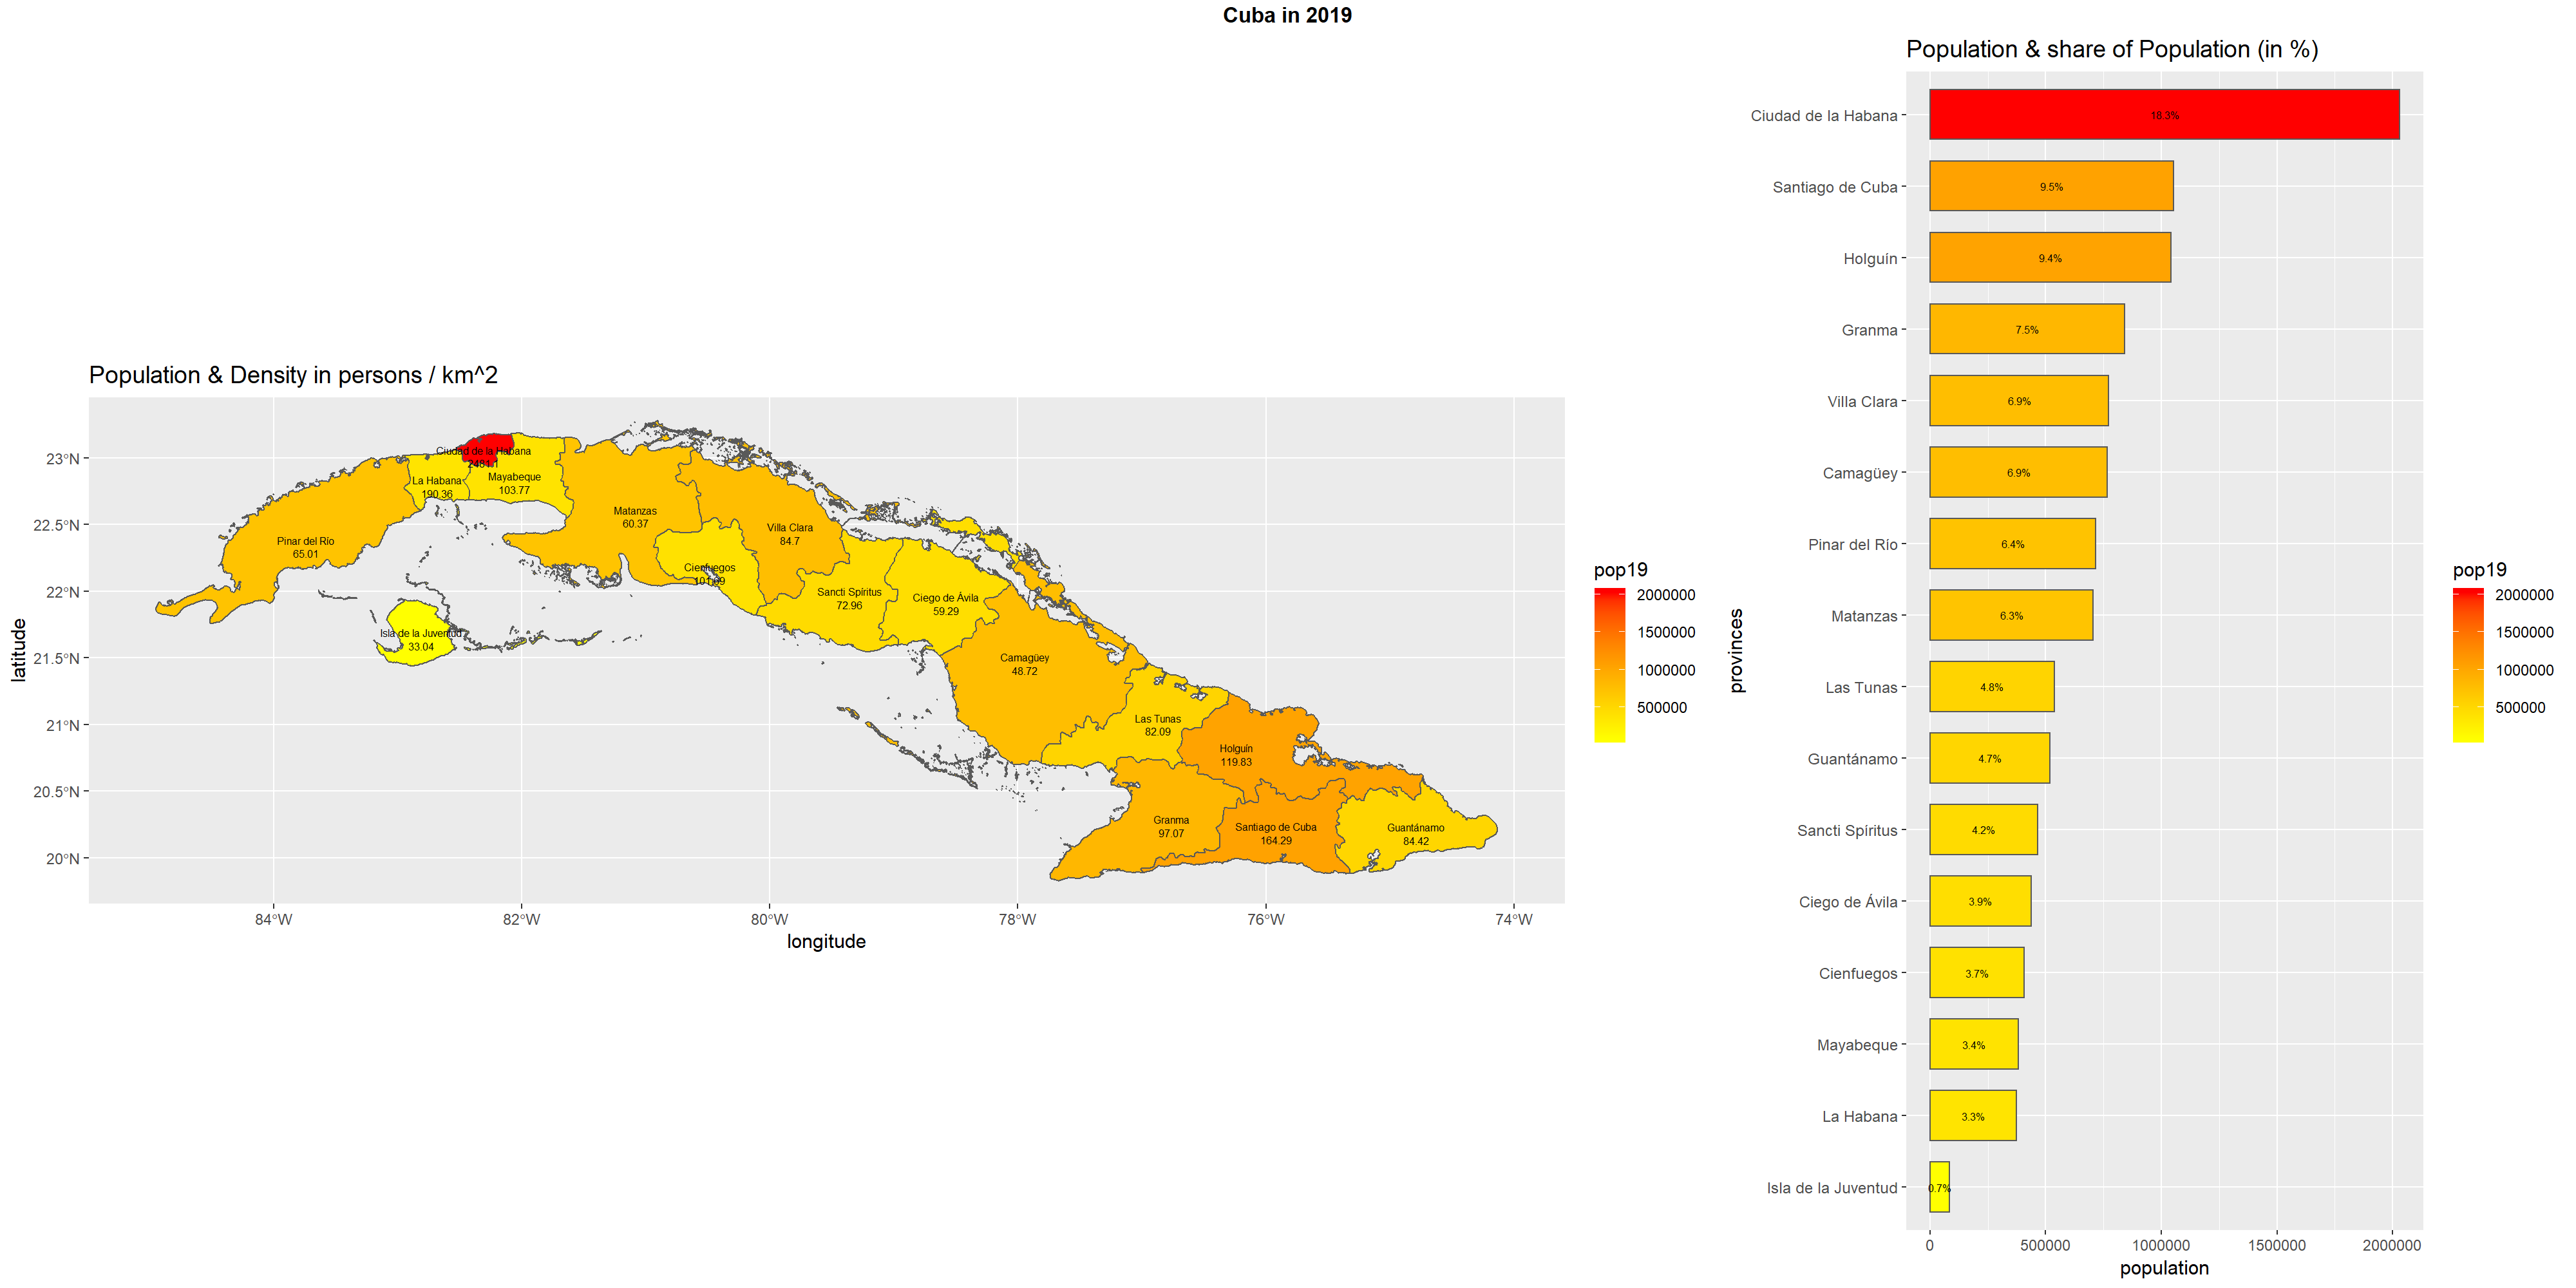 Cuba in 2019
Population & Density in persons / km^2
latitude
23°N
22.5°N
22°N
21.5°N
21°N
20.5°N
20°N
Ciudad de la Habana
La Habana
190.36
Mayabeque
103.77
Pinar del Río
65.01
Isla de la Juventud
33.04
Matanzas
60.37
Villa Clara
84.7
Cienfuegos
Sancti Spíritus
72.96
Ciego de Ávila
59.29
Camagüey
48.72
Las Tunas
82.09
Holguín
119.83
Granma
97.07
Santiago de Cuba
164.29
Guantánamo
84.42
84°W
82°W
80°W
78°W
76°W
74°W
longitude
pop19
2000000
1500000
1000000
500000
Population & share of Population (in %)
provinces
Ciudad de la Habana
18.3%
Santiago de Cuba
9.5%
Holguín
9.4%
Granma
7.5%
Villa Clara
6.9%
Camagüey
6.9%
Pinar del Río
6.4%
Matanzas
6.3%
Las Tunas
4.8%
Guantánamo
4.7%
Sancti Spíritus
4.2%
Ciego de Ávila
3.9%
Cienfuegos
3.7%
Mayabeque
3.4%
La Habana
3.3%
Isla de la Juventud
0.7%
0
500000
1000000
1500000
2000000
population
pop19
2000000
1500000
1000000
500000